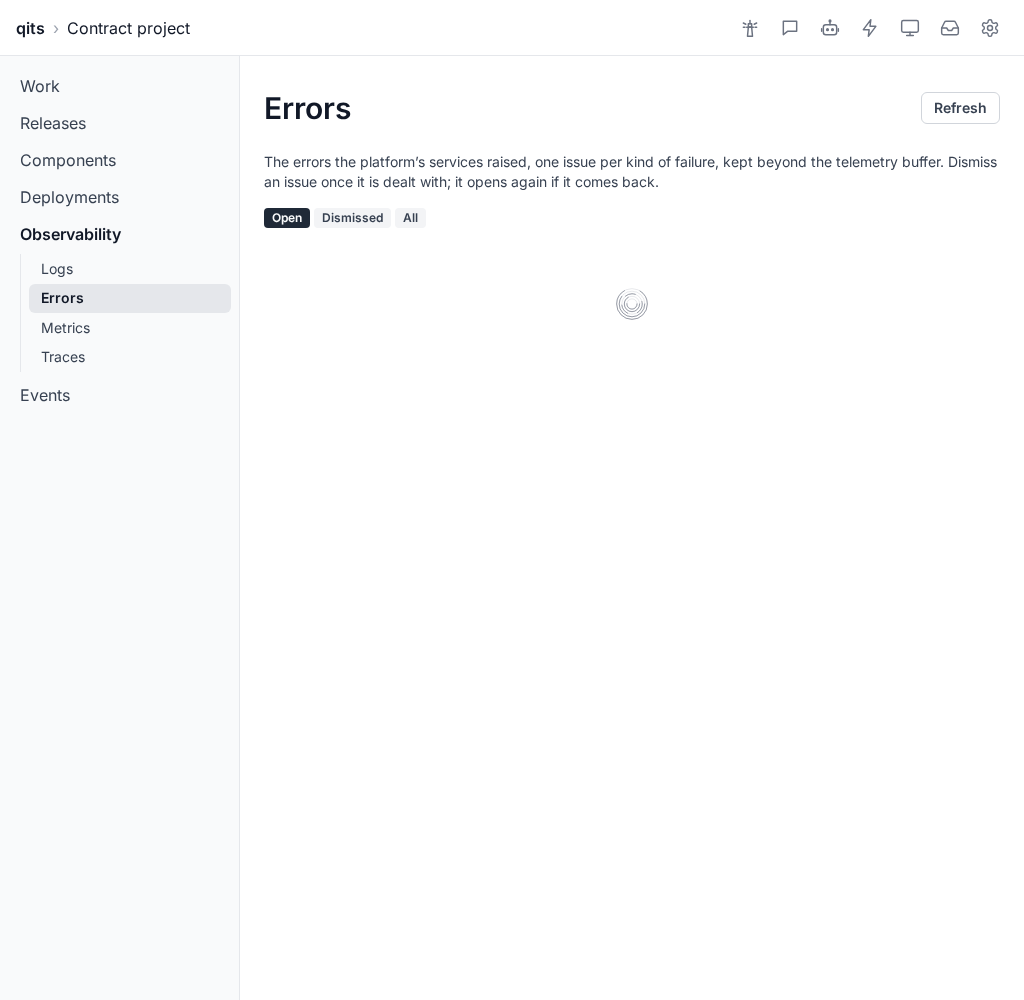 qits › Contract project
Work
Releases
Components
Deployments
Observability
Logs
Errors
Metrics
Traces
Events
Errors
Refresh
The errors the platform’s services raised, one issue per kind of failure, kept beyond the telemetry buffer. Dismiss
an issue once it is dealt with; it opens again if it comes back.
Open Dismissed All